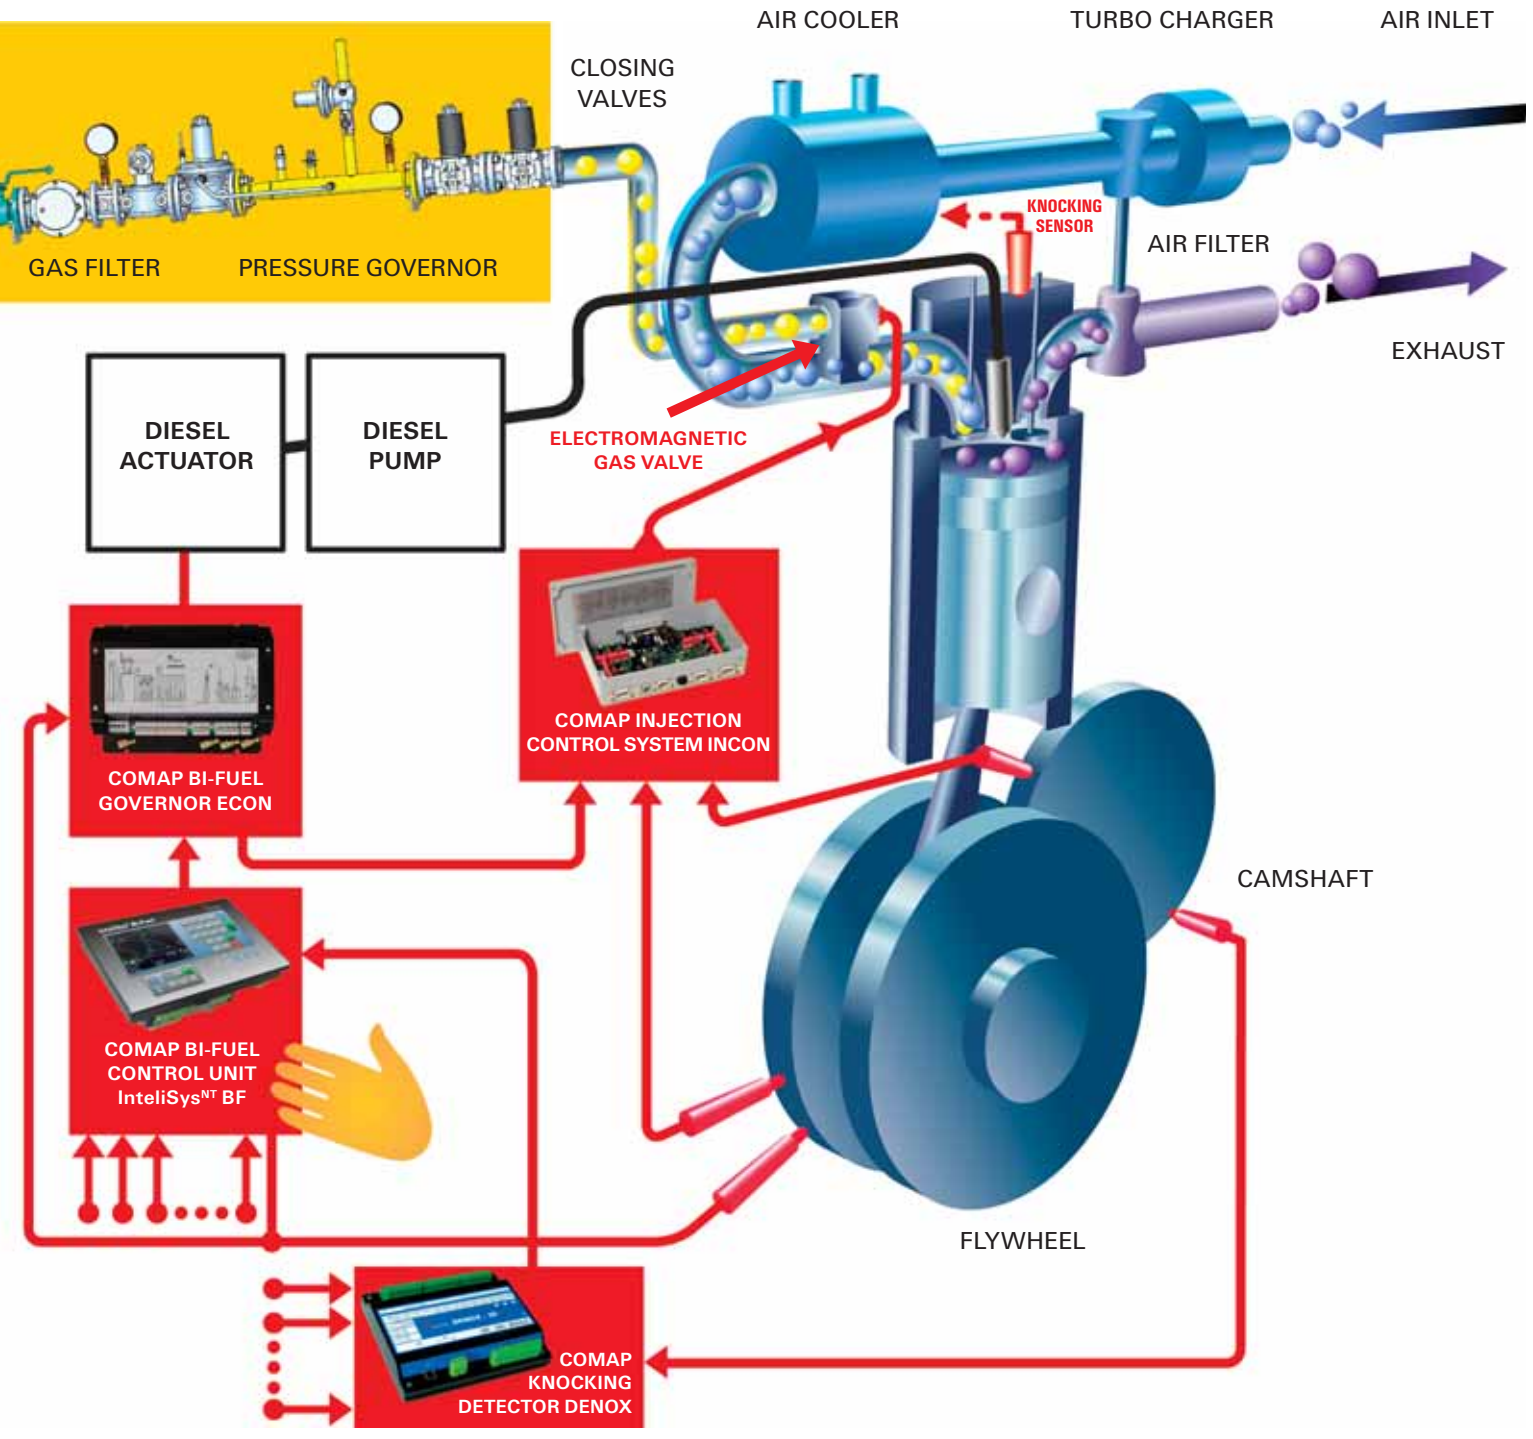 AIR COOLER
TURBO CHARGER
AIR INLET
CLOSING
VALVES
KNOCKING
SENSOR
AIR FILTER
GAS FILTER
PRESSURE GOVERNOR
EXHAUST
DIESEL
ACTUATOR
DIESEL
PUMP
ELECTROMAGNETIC
GAS VALVE
COMAP INJECTION
CONTROL SYSTEM INCON
COMAP BI-FUEL
GOVERNOR ECON
CAMSHAFT
COMAP BI-FUEL
CONTROL UNIT
InteliSysNT BF
FLYWHEEL
COMAP
KNOCKING
DETECTOR DENOX